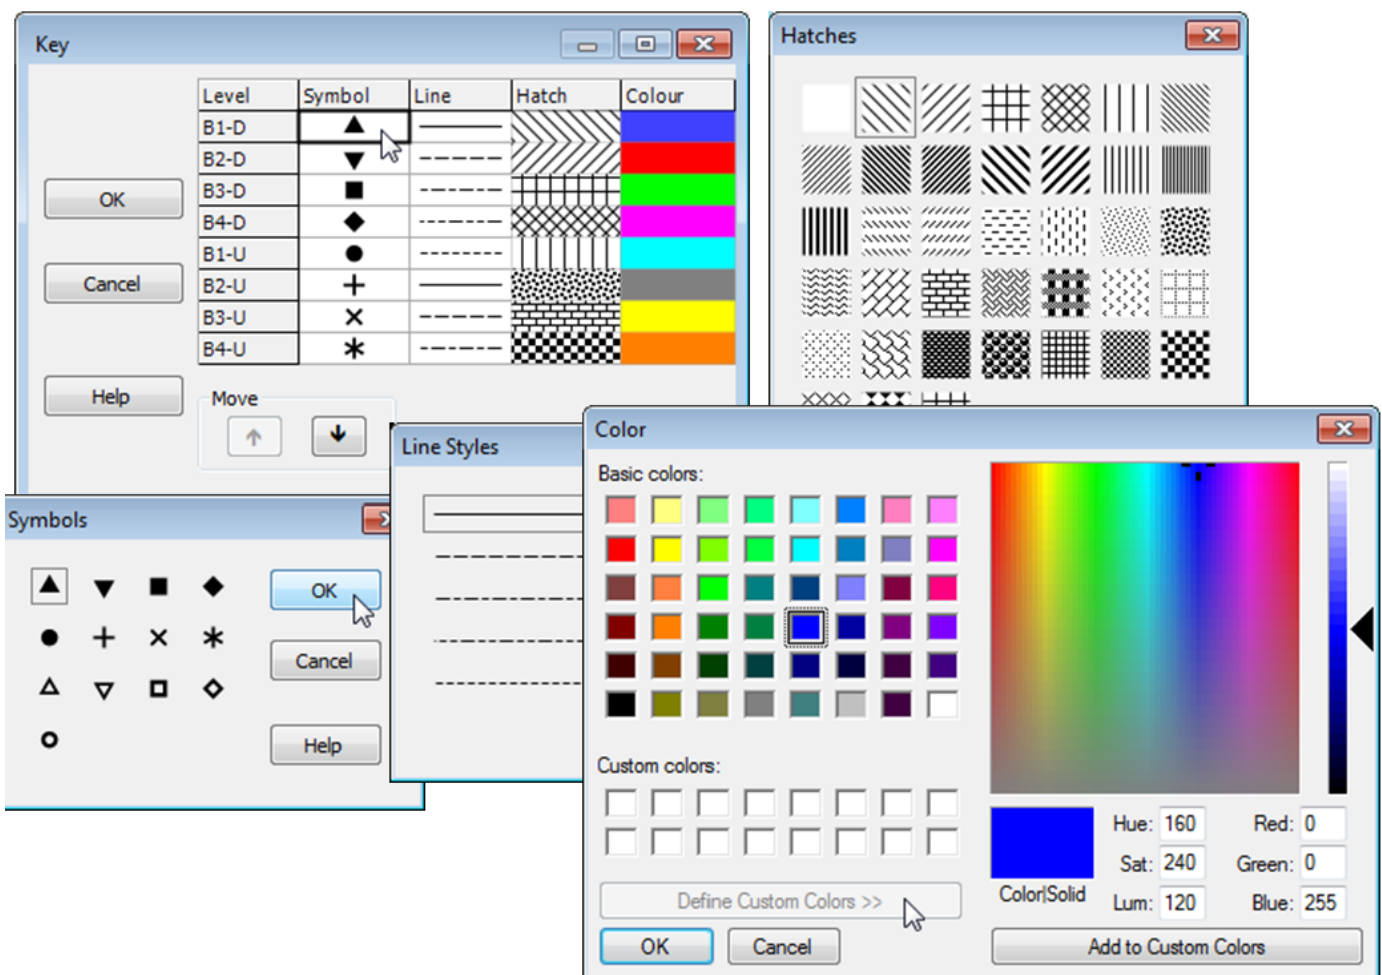 Key
Level Symbol Line Hatch Colour
B1-D
B2-D
B3-D
B4-D
B1-U
B2-U
B3-U
B4-U
OK
Cancel
Help
Move
Hatches
Symbols
OK
Cancel
Help
Line Styles
Color
Basic colors:
Custom colors:
Define Custom Colors >>
OK Cancel
Color|Solid
Hue: 160 Red: 0
Sat: 240 Green: 0
Lum: 120 Blue: 255
Add to Custom Colors